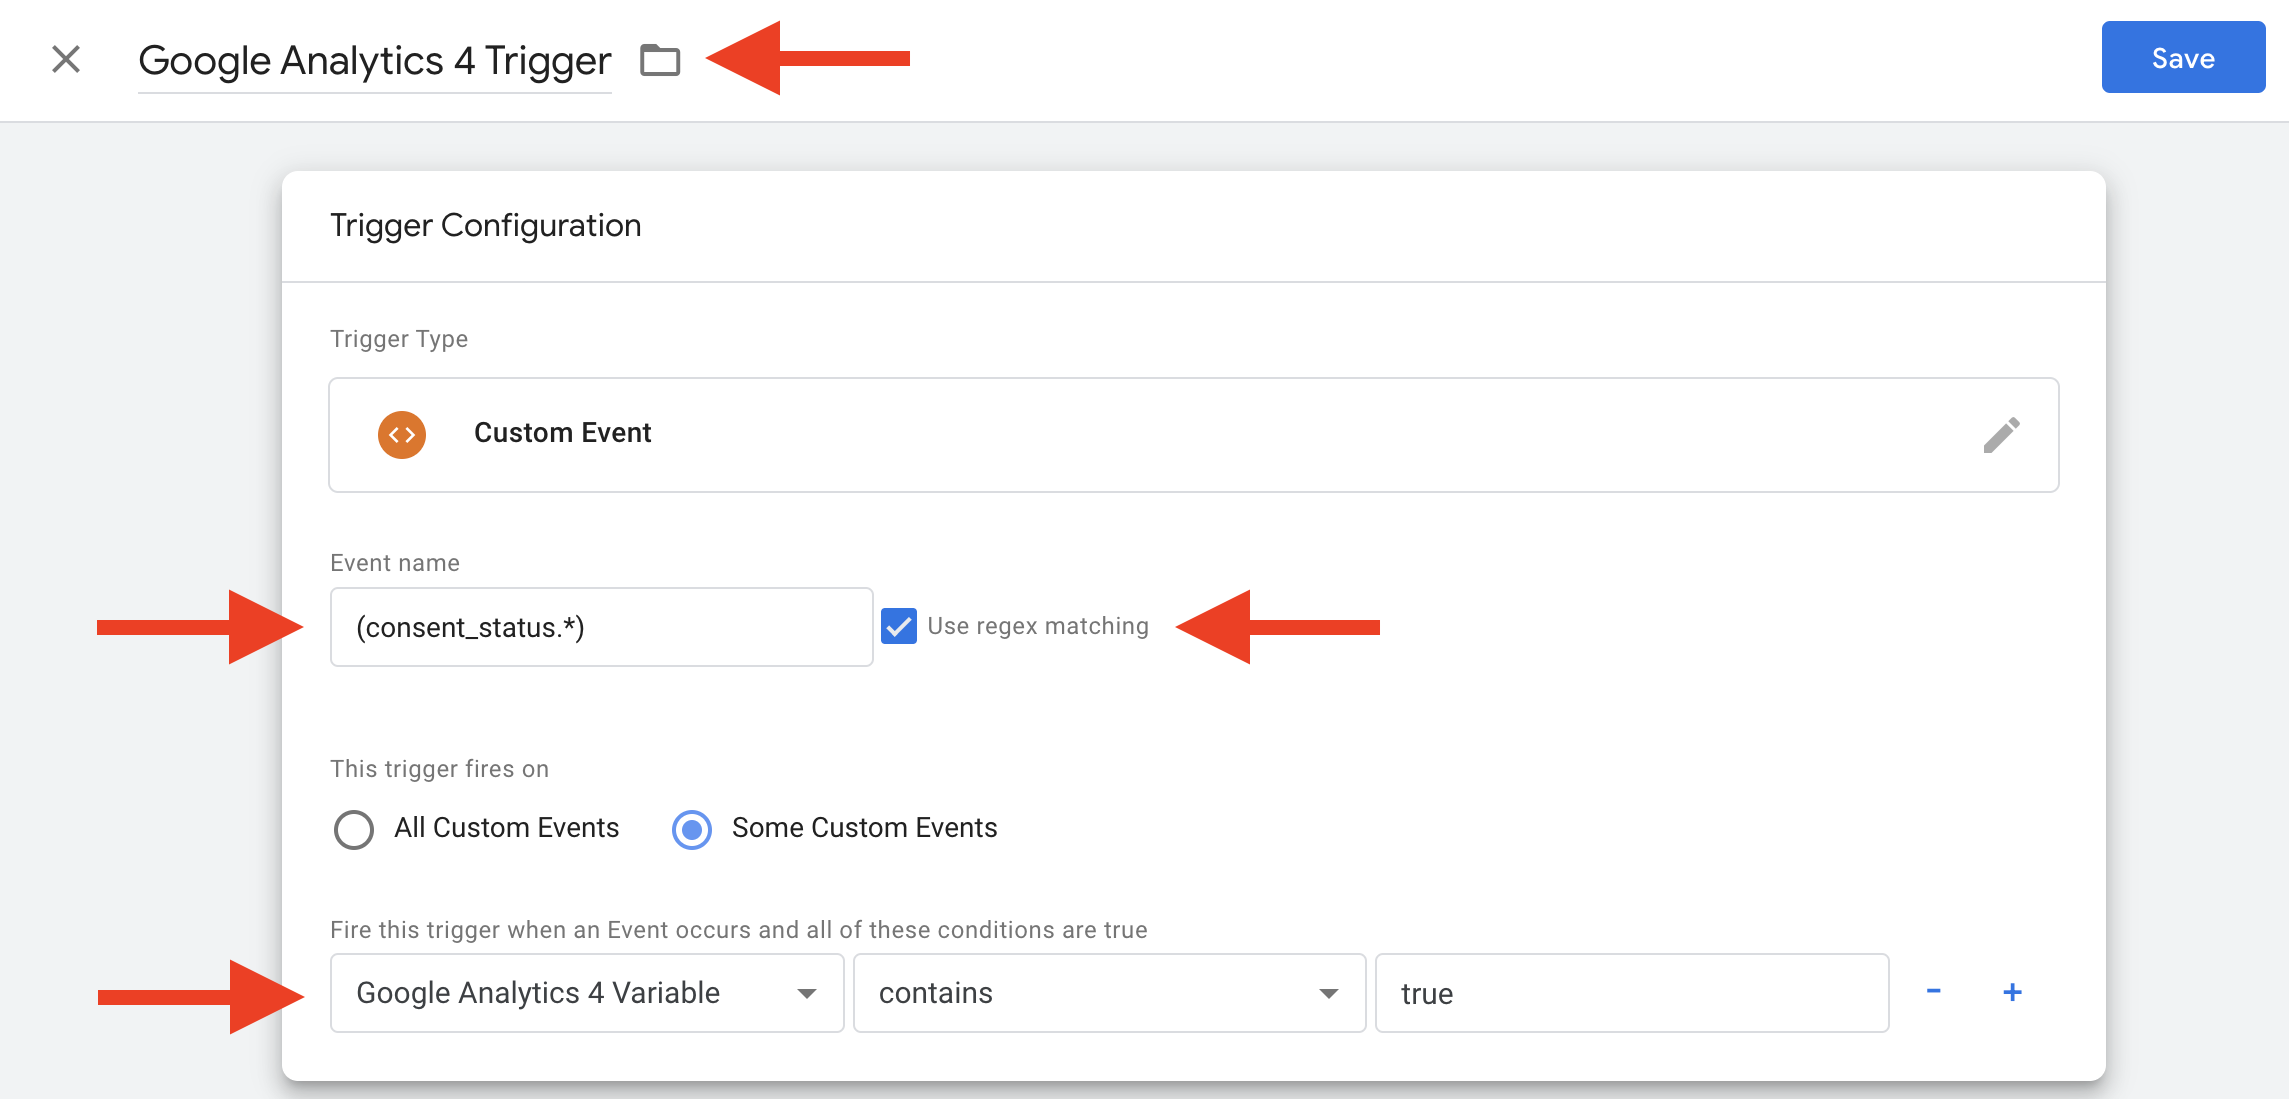 Google Analytics 4 Trigger
Save
Trigger Configuration
Trigger Type
Custom Event
Event name
(consent_status.*)
Use regex matching
This trigger fires on
All Custom Events
Some Custom Events
Fire this trigger when an Event occurs and all of these conditions are true
Google Analytics 4 Variable
contains
true
- +